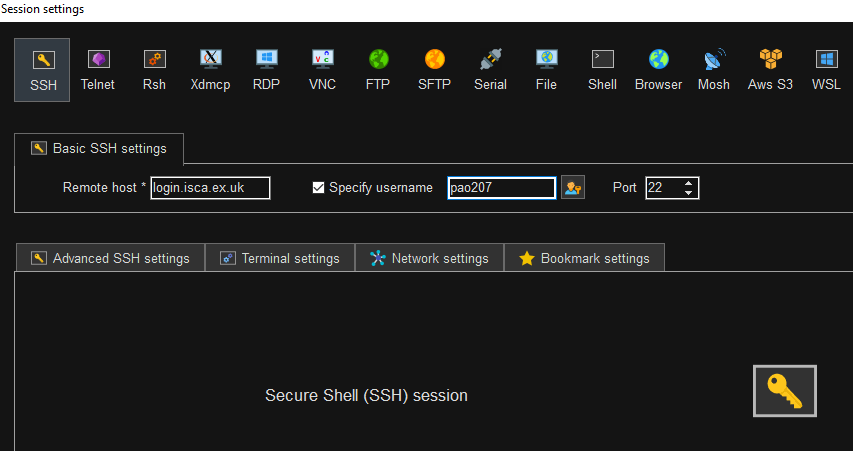 Session settings
SSH Telnet Rsh Xdmcp RDP VNC FTP SFTP Serial File Shell Browser Mosh Aws S3 WSL
Basic SSH settings
Remote host * login.isca.ex.uk Specify username pao207 Port 22
Advanced SSH settings Terminal settings Network settings Bookmark settings
Secure Shell (SSH) session